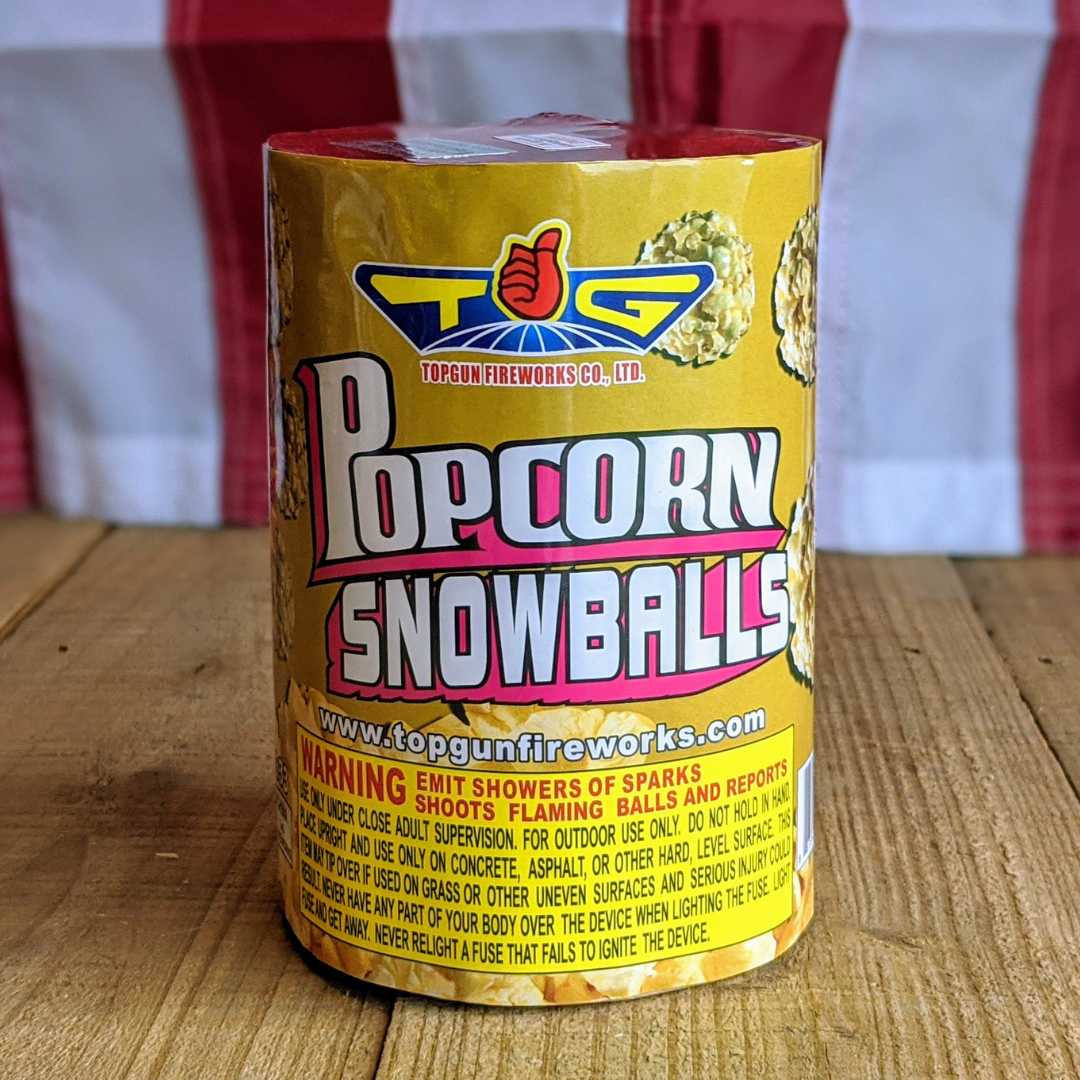 TG
TOPGUN FIREWORKS CO., LTD.
POPCORN
SNOWBALLS
www.topgunfireworks.com
WARNING EMIT SHOWERS OF SPARKS
SHOOTS FLAMING BALLS AND REPORTS
USE ONLY UNDER CLOSE ADULT SUPERVISION. FOR OUTDOOR USE ONLY. DO NOT HOLD IN HAND.
PLACE UPRIGHT AND USE ONLY ON CONCRETE, ASPHALT, OR OTHER HARD, LEVEL SURFACE. THIS
ITEM MAY TIP OVER IF USED ON GRASS OR OTHER UNEVEN SURFACES AND SERIOUS INJURY COULD
RESULT. NEVER HAVE ANY PART OF YOUR BODY OVER THE DEVICE WHEN LIGHTING THE FUSE. LIGHT
FUSE AND GET AWAY. NEVER RELIGHT A FUSE THAT FAILS TO IGNITE THE DEVICE.